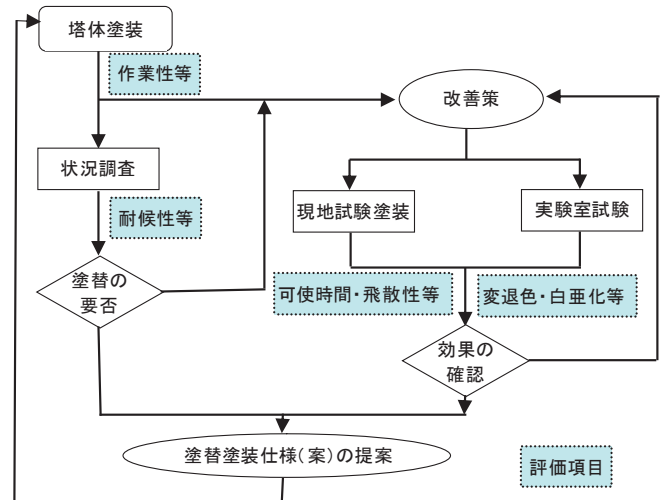 塔体塗装
作業性等
改善策
状況調査
現地試験塗装
実験室試験
耐候性等
塗替の
要否
可使時間・飛散性等
変退色・白亜化等
効果の
確認
塗替塗装仕様(案)の提案
評価項目